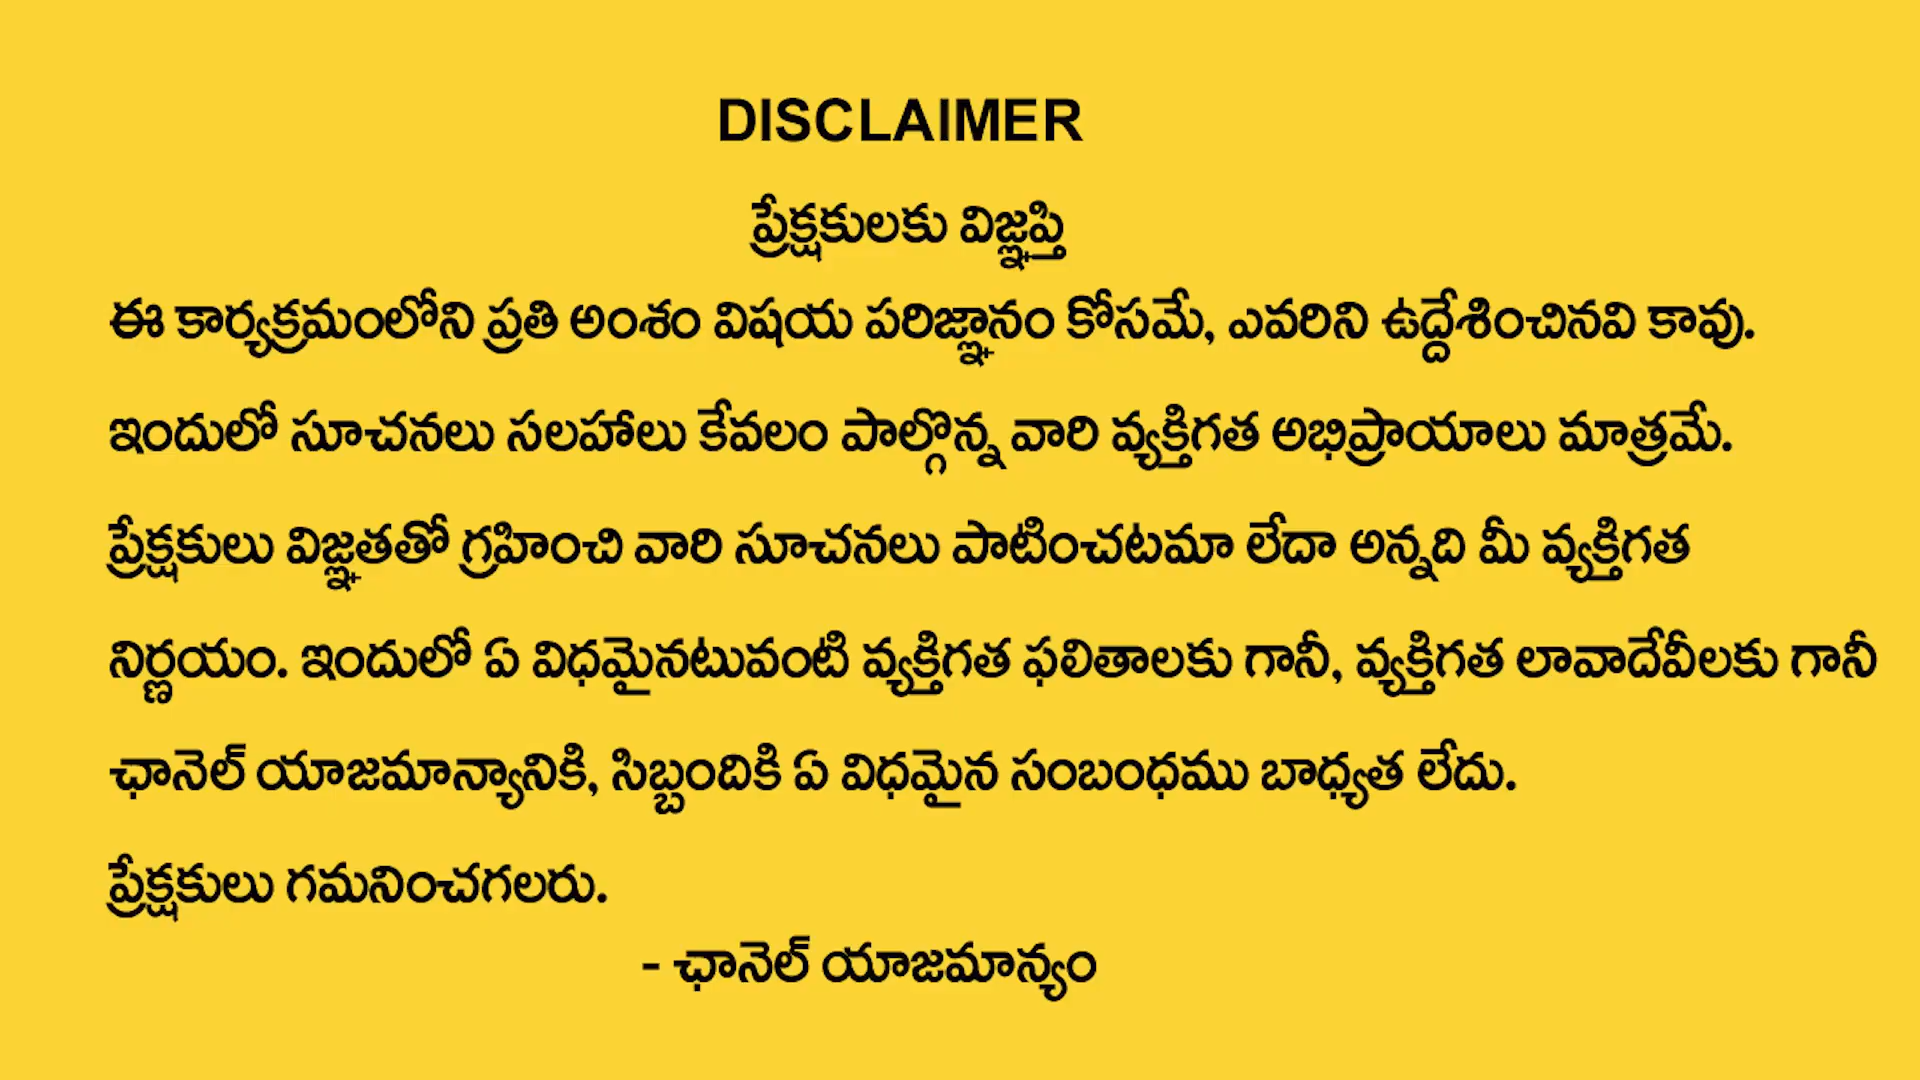 DISCLAIMER
ప్రేక్షకులకు విజ్ఞప్తి
ఈ కార్యక్రమంలోని ప్రతి అంశం విషయ పరిజ్ఞానం కోసమే, ఎవరిని ఉద్దేశించినవి కావు.
ఇందులో సూచనలు సలహాలు కేవలం పాల్గొన్న వారి వ్యక్తిగత అభిప్రాయాలు మాత్రమే.
ప్రేక్షకులు విజ్ఞతతో గ్రహించి వారి సూచనలు పాటించటమా లేదా అన్నది మీ వ్యక్తిగత
నిర్ణయం. ఇందులో ఏ విధమైనటువంటి వ్యక్తిగత ఫలితాలకు గానీ, వ్యక్తిగత లావాదేవీలకు గానీ
ఛానెల్ యాజమాన్యానికి, సిబ్బందికి ఏ విధమైన సంబంధము బాధ్యత లేదు.
ప్రేక్షకులు గమనించగలరు.
- ఛానెల్ యాజమాన్యం